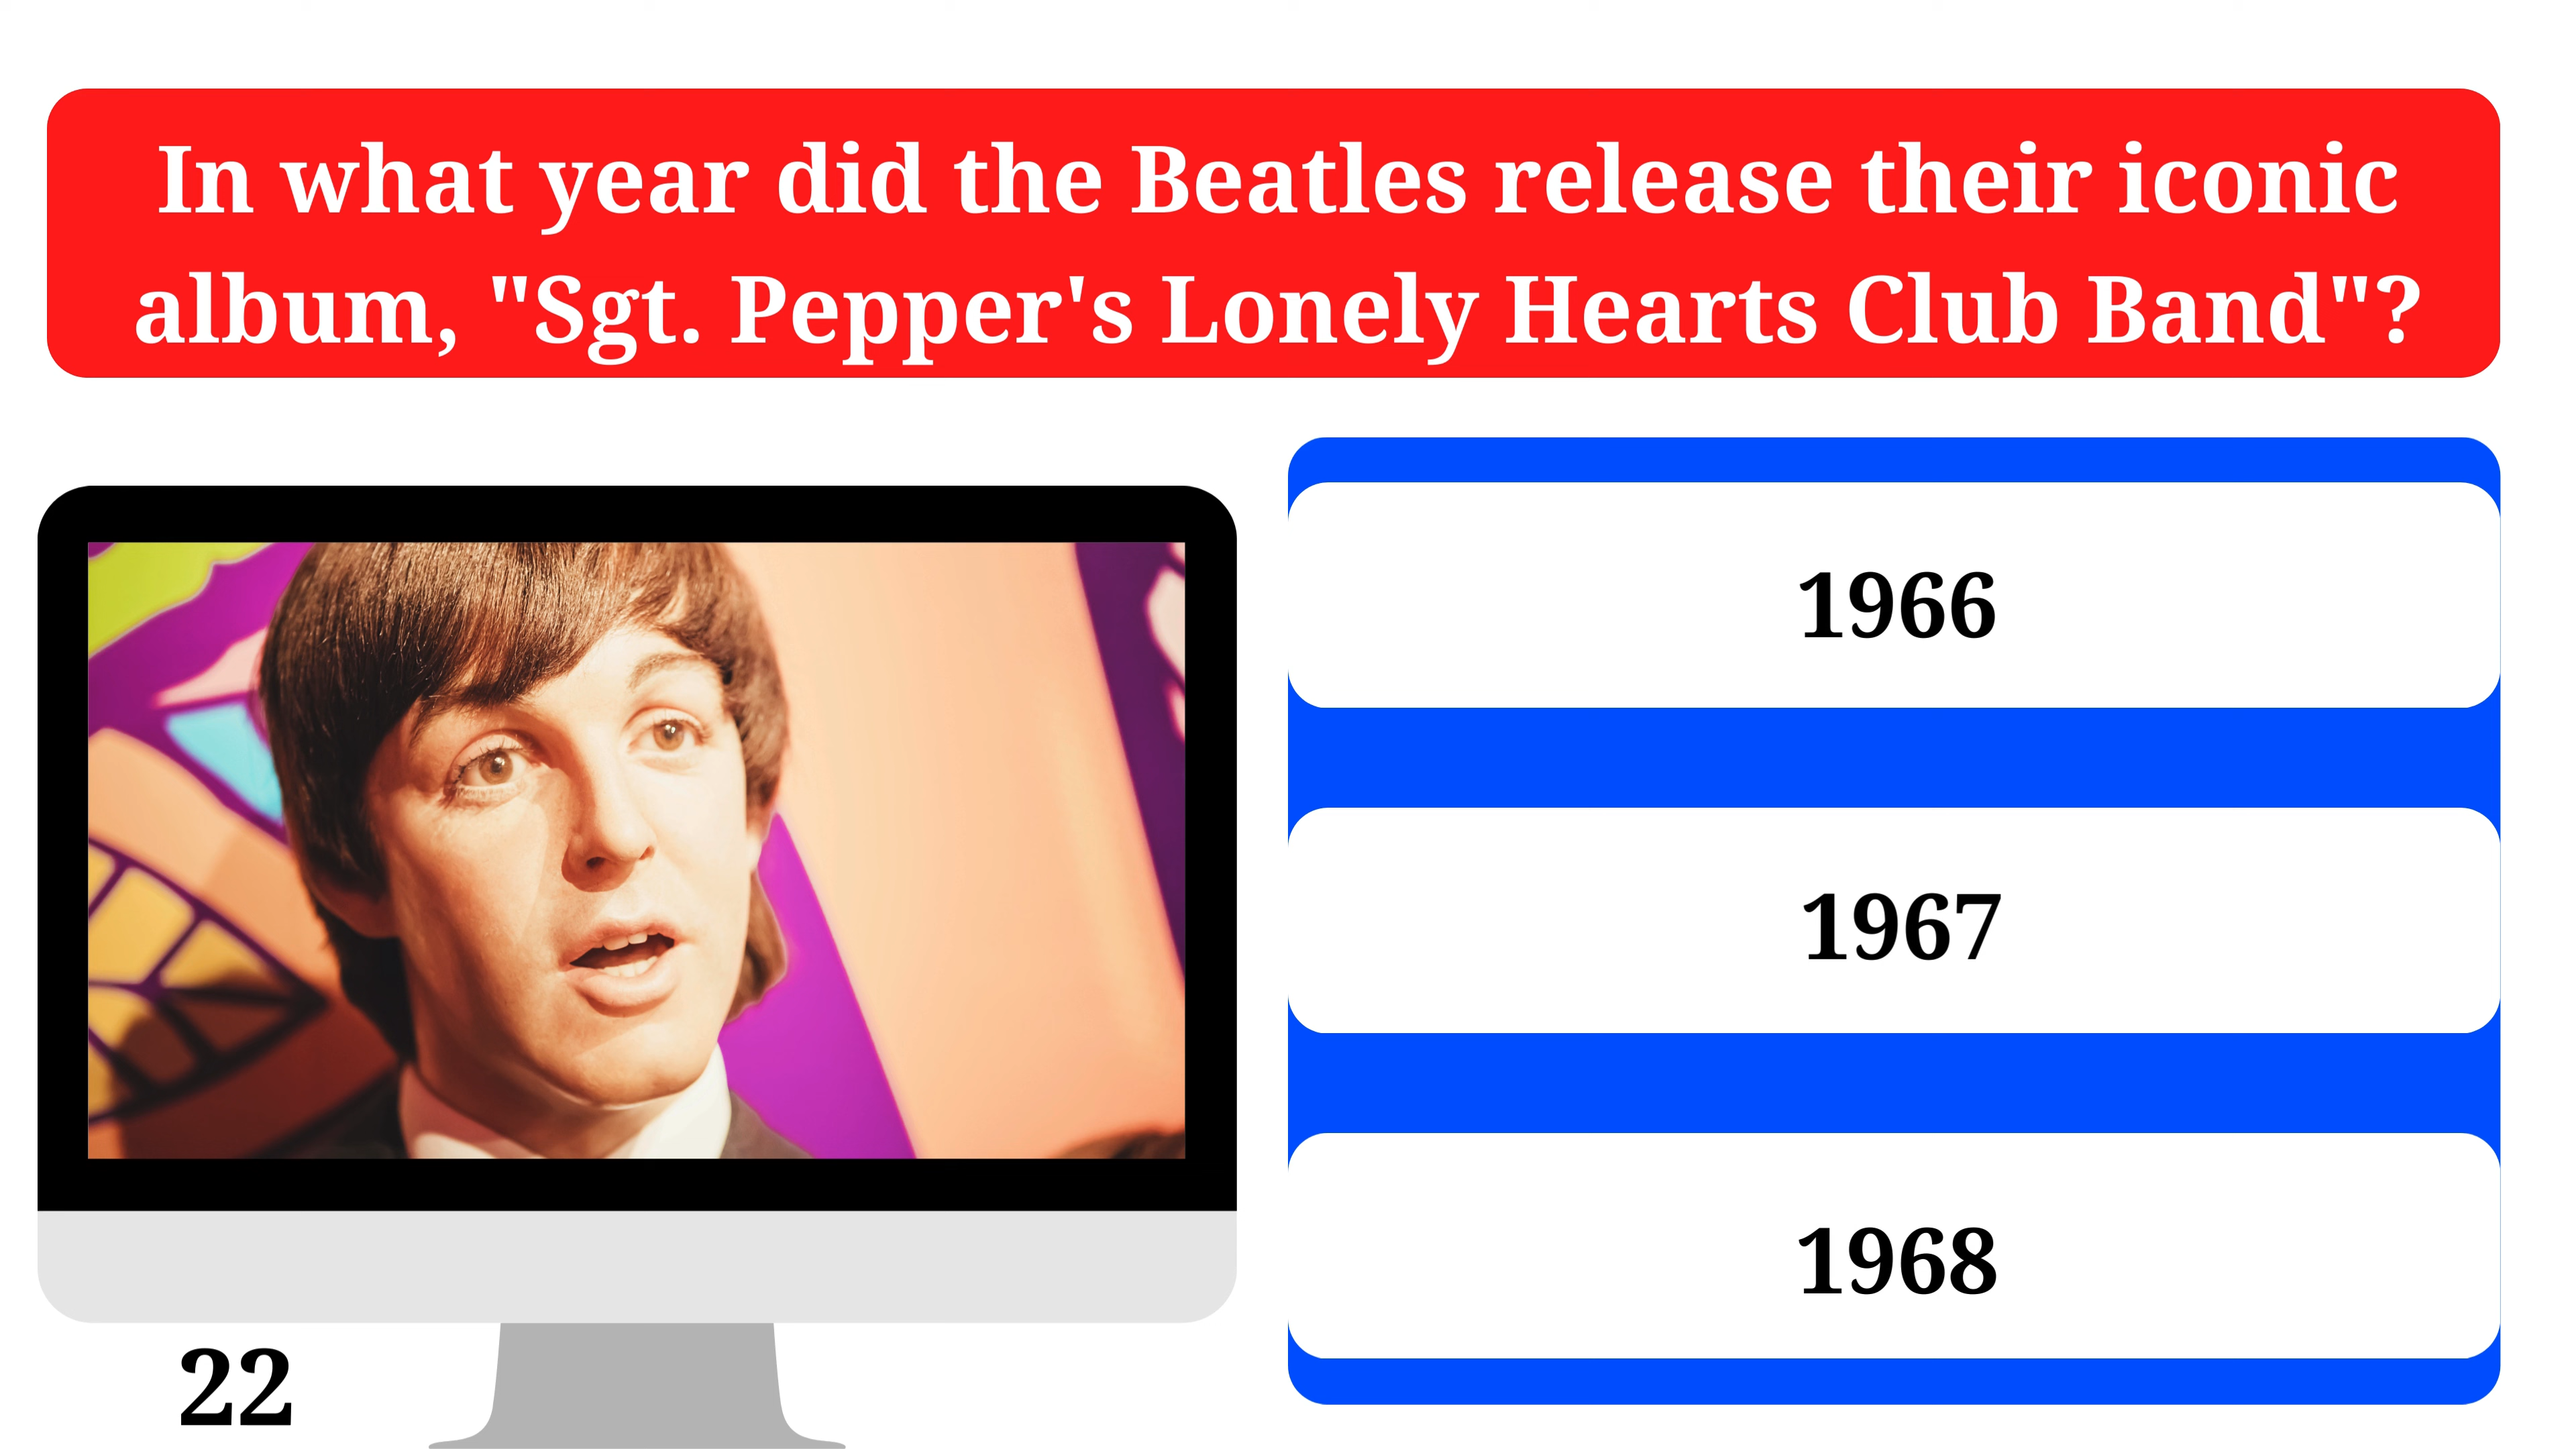 In what year did the Beatles release their iconic
album, "Sgt. Pepper's Lonely Hearts Club Band"?
1966
1967
1968
22